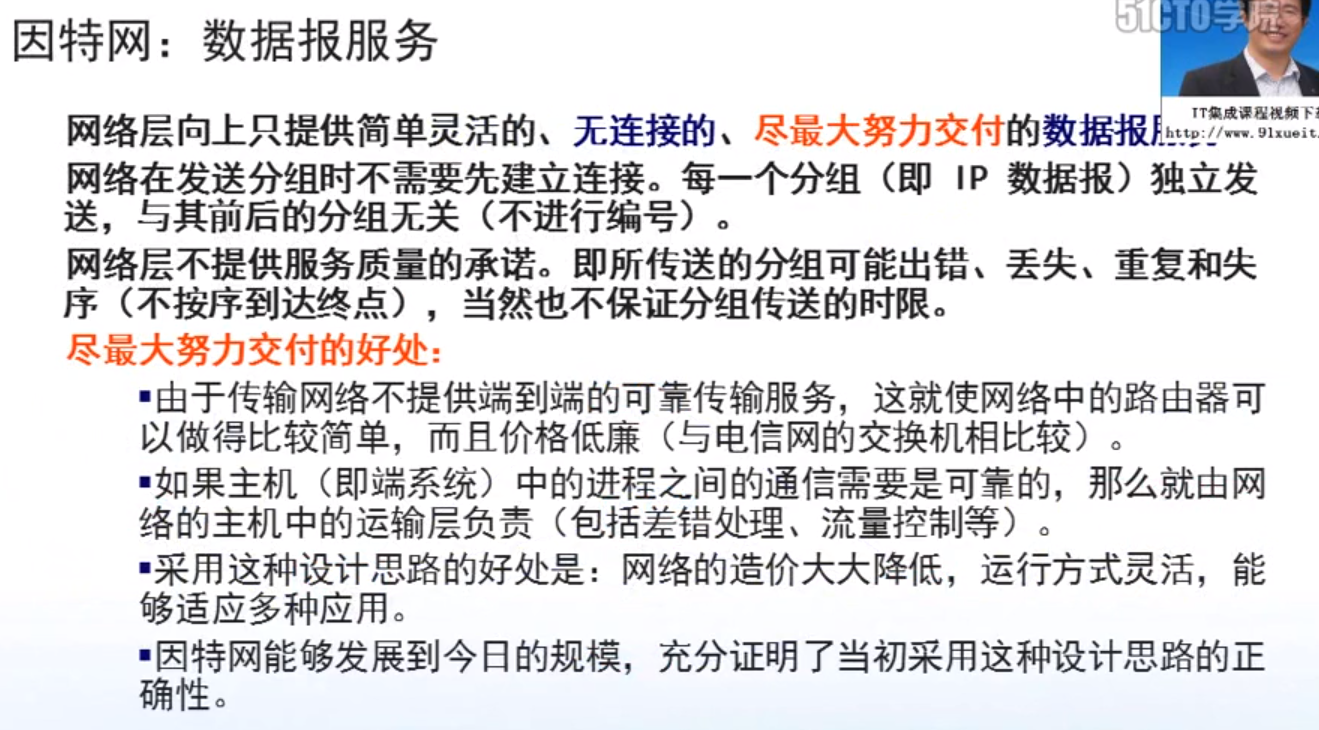 51CTO学院
因特网：数据报服务
IT集成课程视频下
http://www.91xueit.
网络层向上只提供简单灵活的、无连接的、尽最大努力交付的数据报
网络在发送分组时不需要先建立连接。每一个分组（即 IP 数据报）独立发
送，与其前后的分组无关（不进行编号）。
网络层不提供服务质量的承诺。即所传送的分组可能出错、丢失、重复和失
序（不按序到达终点），当然也不保证分组传送的时限。
尽最大努力交付的好处：
▪由于传输网络不提供端到端的可靠传输服务，这就使网络中的路由器可
以做得比较简单，而且价格低廉（与电信网的交换机相比较）。
▪如果主机（即端系统）中的进程之间的通信需要是可靠的，那么就由网
络的主机中的运输层负责（包括差错处理、流量控制等）。
▪采用这种设计思路的好处是：网络的造价大大降低，运行方式灵活，能
够适应多种应用。
▪因特网能够发展到今日的规模，充分证明了当初采用这种设计思路的正
确性。